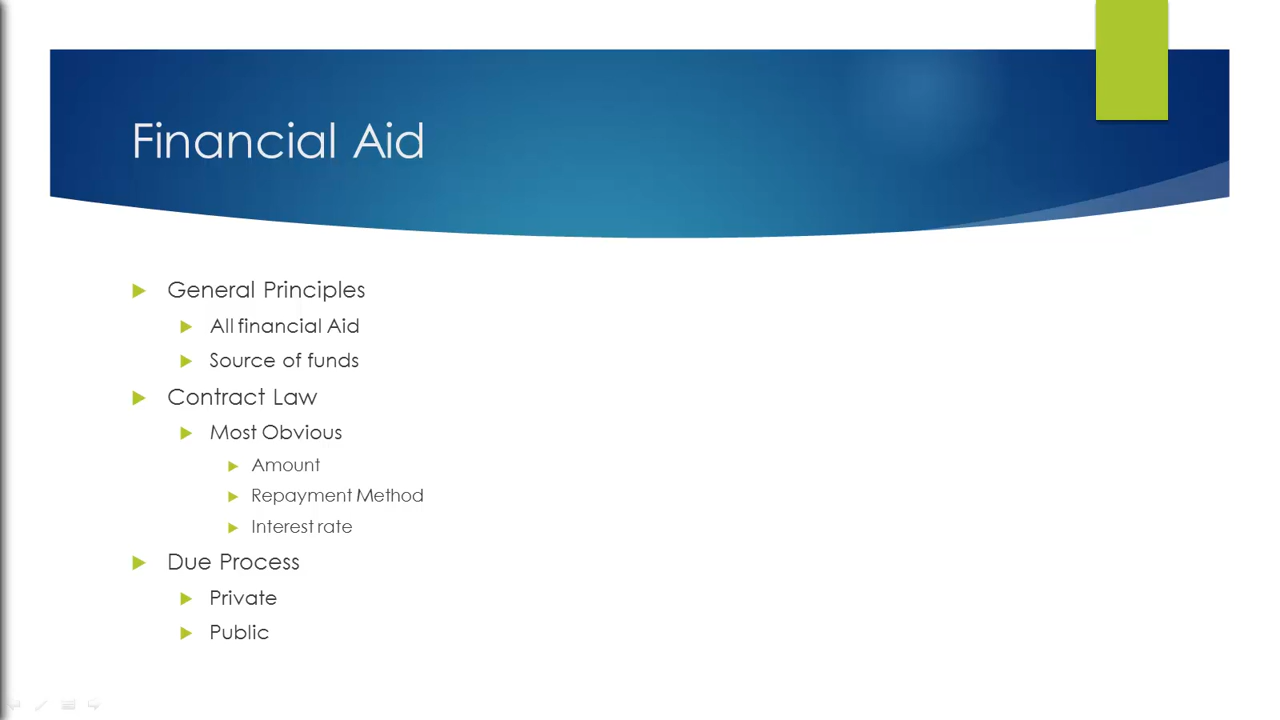 Financial Aid
General Principles
All financial Aid
Source of funds
Contract Law
Most Obvious
Amount
Repayment Method
Interest rate
Due Process
Private
Public